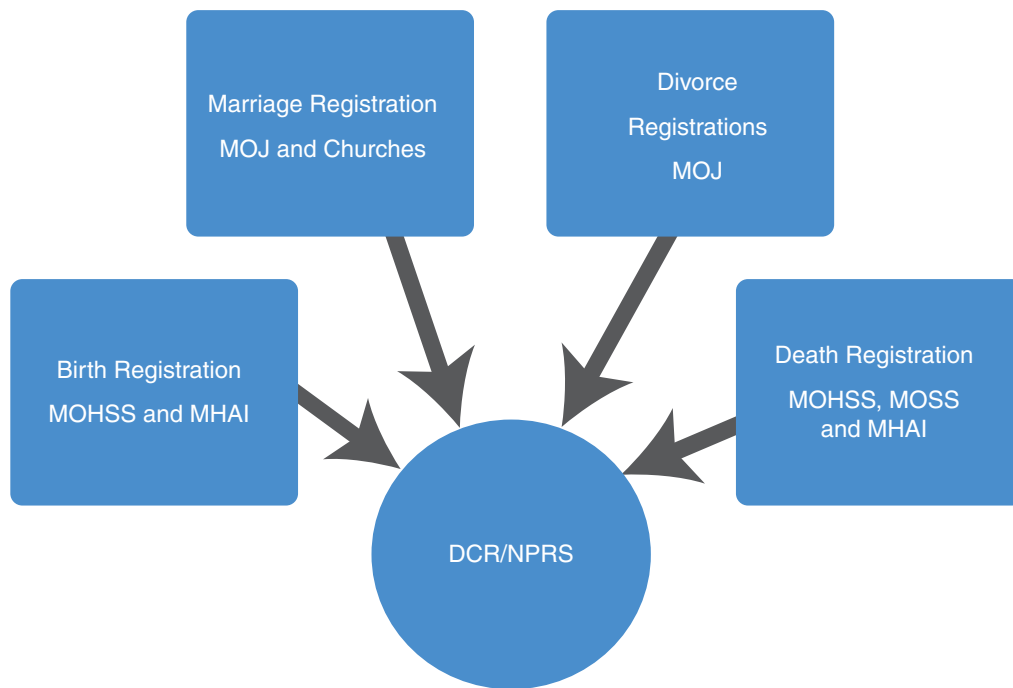 Marriage Registration
MOJ and Churches
Divorce
Registrations
MOJ
Birth Registration
MOHSS and MHAI
Death Registration
MOHSS, MOSS
and MHAI
DCR/NPRS